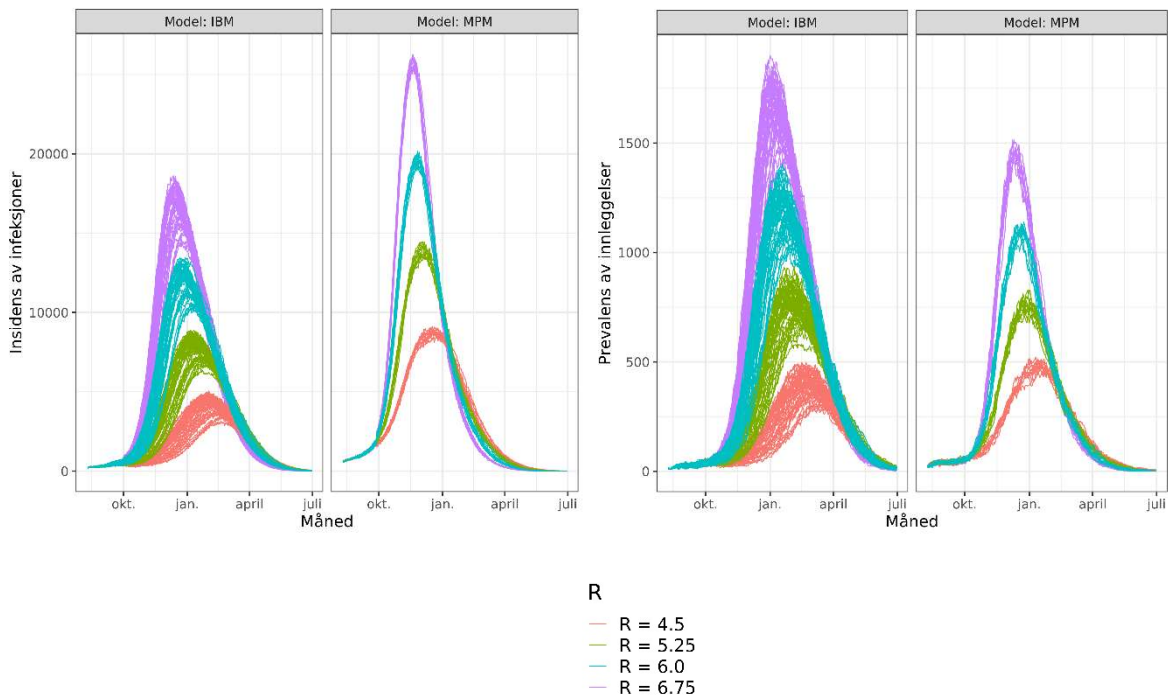 Model: IBM
Model: MPM
Insidens av infeksjoner
20000
10000
0
okt.
jan.
april
juli
okt.
jan.
april
juli
Måned
Model: IBM
Model: MPM
Prevalens av innleggelser
1500
1000
500
0
okt.
jan.
april
juli
okt.
jan.
april
juli
Måned
R
R = 4.5
R = 5.25
R = 6.0
R = 6.75